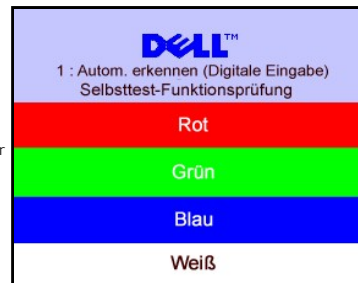 DELL™
1 : Autom. erkennen (Digitale Eingabe)
Selbsttest-Funktionsprüfung
Rot
Grün
Blau
Weiß